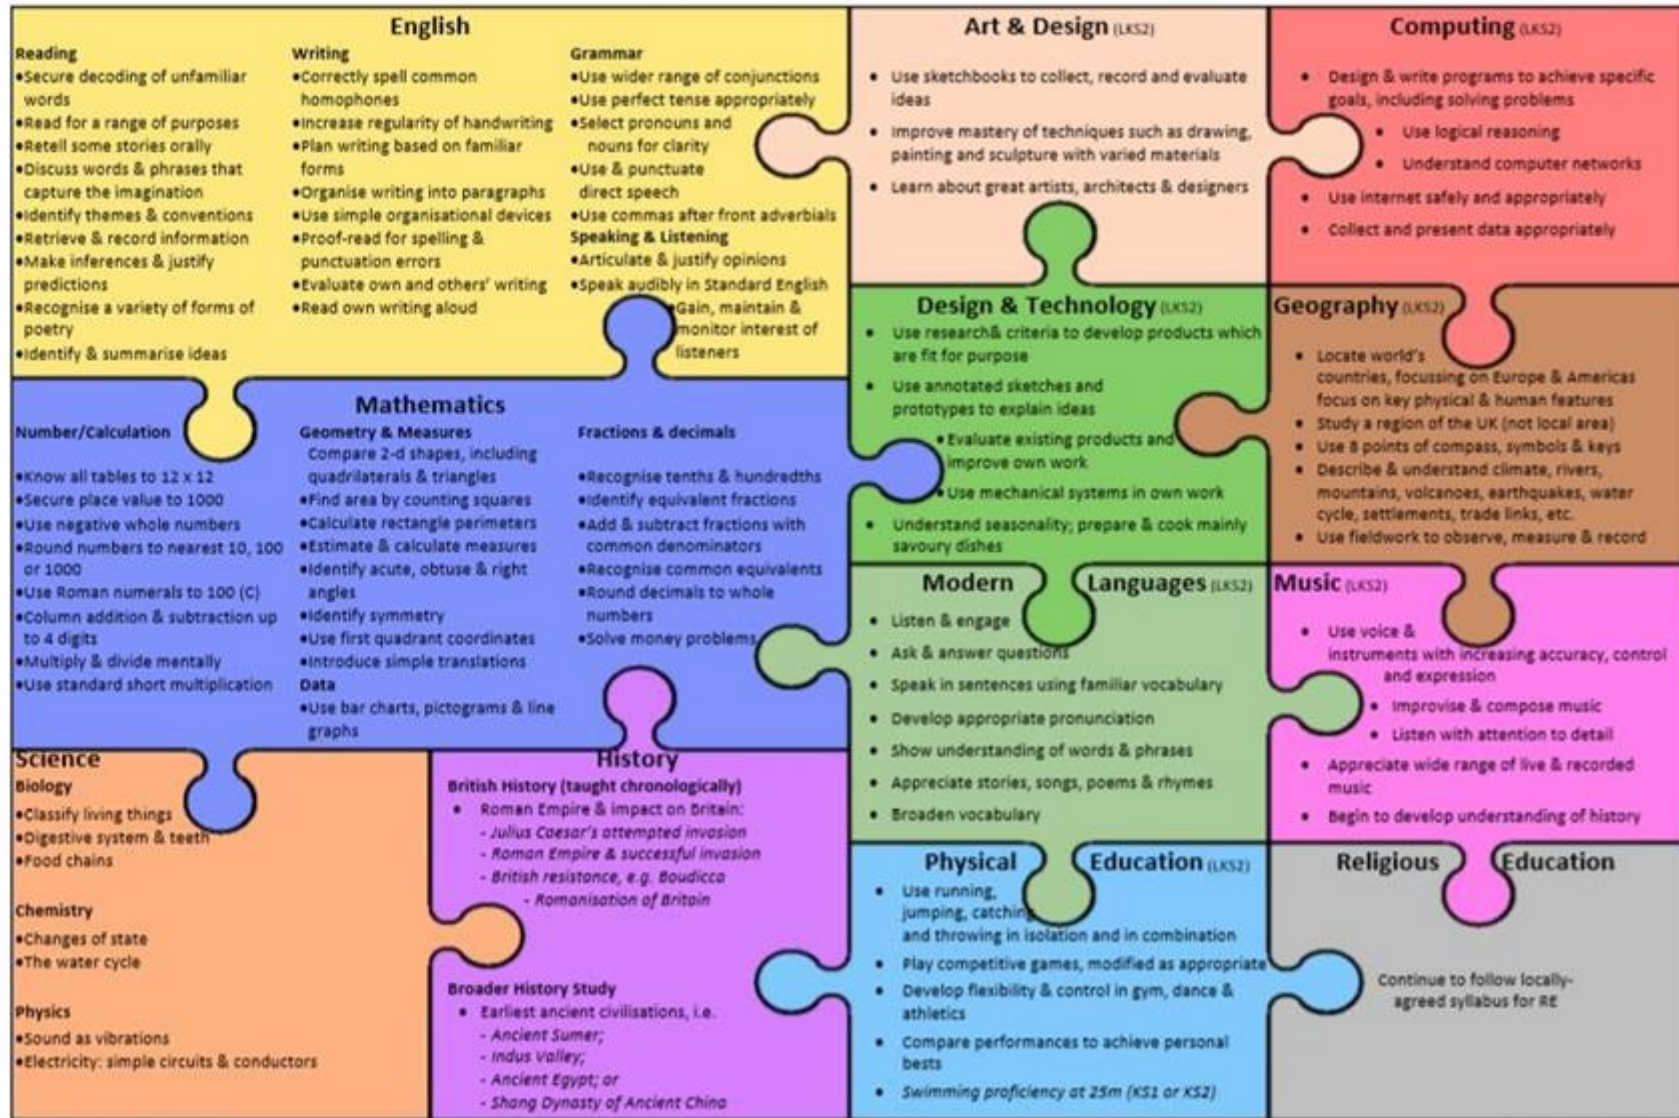 English
Reading
•Secure decoding of unfamiliar
words
•Read for a range of purposes
•Retell some stories orally
•Discuss words & phrases that
capture the imagination
•Identify themes & conventions
•Retrieve & record information
•Make inferences & justify
predictions
•Recognise a variety of forms of
poetry
•Identify & summarise ideas
Writing
•Correctly spell common
homophones
•Increase regularity of handwriting
•Plan writing based on familiar
forms
•Organise writing into paragraphs
•Use simple organisational devices
•Proof-read for spelling &
punctuation errors
•Evaluate own and others' writing
•Read own writing aloud
Grammar
•Use wider range of conjunctions
•Use perfect tense appropriately
•Select pronouns and
nouns for clarity
•Use & punctuate
direct speech
•Use commas after front adverbials
Speaking & Listening
•Articulate & justify opinions
•Speak audibly in Standard English
•Gain, maintain &
monitor interest of
listeners
Art & Design (LKS2)
• Use sketchbooks to collect, record and evaluate
ideas
• Improve mastery of techniques such as drawing,
painting and sculpture with varied materials
• Learn about great artists, architects & designers
Computing (LKS2)
• Design & write programs to achieve specific
goals, including solving problems
• Use logical reasoning
• Understand computer networks
• Use internet safely and appropriately
• Collect and present data appropriately
Mathematics
Number/Calculation
•Know all tables to 12 x 12
•Secure place value to 1000
•Use negative whole numbers
•Round numbers to nearest 10, 100
or 1000
•Use Roman numerals to 100 (C)
•Column addition & subtraction up
to 4 digits
•Multiply & divide mentally
•Use standard short multiplication
Geometry & Measures
Compare 2-d shapes, including
quadrilaterals & triangles
•Find area by counting squares
•Calculate rectangle perimeters
•Estimate & calculate measures
•Identify acute, obtuse & right
angles
•Identify symmetry
•Use first quadrant coordinates
•Introduce simple translations
Data
•Use bar charts, pictograms & line
graphs
Fractions & decimals
•Recognise tenths & hundredths
•Identify equivalent fractions
•Add & subtract fractions with
common denominators
•Recognise common equivalents
•Round decimals to whole
numbers
•Solve money problems
Design & Technology (LKS2)
• Use research& criteria to develop products which
are fit for purpose
• Use annotated sketches and
prototypes to explain ideas
•Evaluate existing products and
improve own work
•Use mechanical systems in own work
• Understand seasonality; prepare & cook mainly
savoury dishes
Geography (LKS2)
• Locate world's
countries, focussing on Europe & Americas
focus on key physical & human features
• Study a region of the UK (not local area)
• Use 8 points of compass, symbols & keys
• Describe & understand climate, rivers,
mountains, volcanoes, earthquakes, water
cycle, settlements, trade links, etc.
• Use fieldwork to observe, measure & record
Modern Languages (LKS2)
• Listen & engage
• Ask & answer questions
• Speak in sentences using familiar vocabulary
• Develop appropriate pronunciation
• Show understanding of words & phrases
• Appreciate stories, songs, poems & rhymes
• Broaden vocabulary
Music (LKS2)
• Use voice &
instruments with increasing accuracy, control
and expression
• Improvise & compose music
• Listen with attention to detail
• Appreciate wide range of live & recorded
music
• Begin to develop understanding of history
Science
Biology
•Classify living things
•Digestive system & teeth
•Food chains
Chemistry
•Changes of state
•The water cycle
Physics
•Sound as vibrations
•Electricity: simple circuits & conductors
History
British History (taught chronologically)
• Roman Empire & impact on Britain:
- Julius Caesar's attempted invasion
- Roman Empire & successful invasion
- British resistance, e.g. Boudicca
- Romanisation of Britain
Broader History Study
• Earliest ancient civilisations, i.e.
- Ancient Sumer;
- Indus Valley;
- Ancient Egypt; or
- Shang Dynasty of Ancient China
Physical Education (LKS2)
• Use running,
jumping, catching
and throwing in isolation and in combination
• Play competitive games, modified as appropriate
• Develop flexibility & control in gym, dance &
athletics
• Compare performances to achieve personal
bests
• Swimming proficiency at 25m (KS1 or KS2)
Religious Education
Continue to follow locally-
agreed syllabus for RE